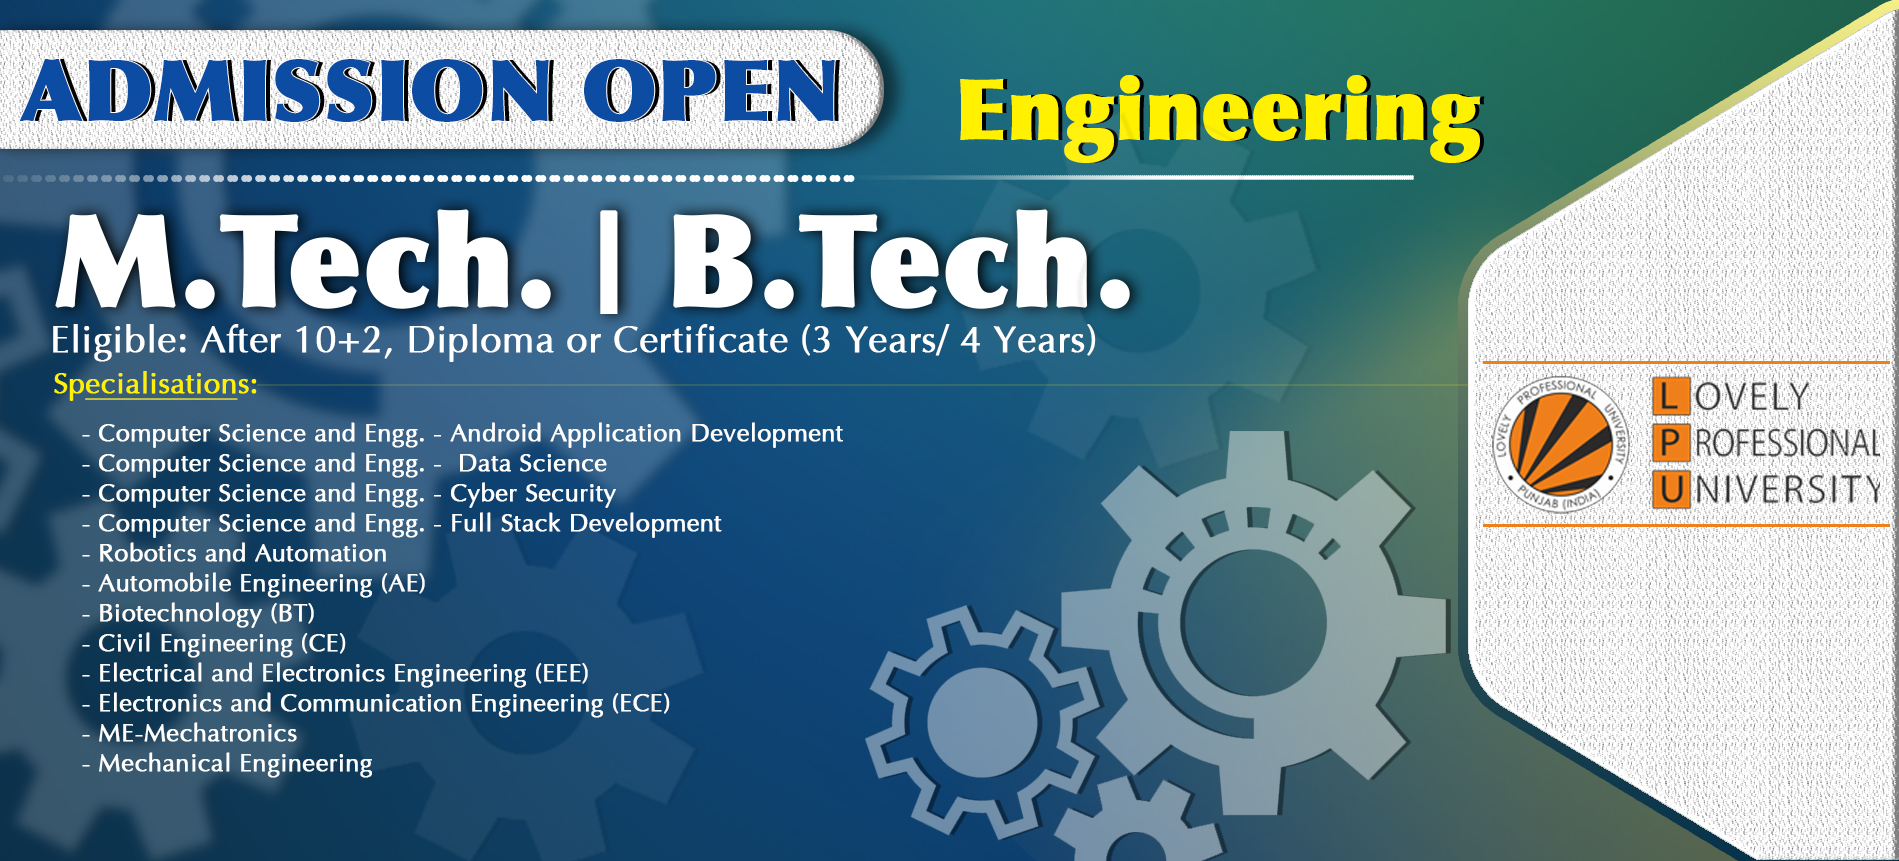 ADMISSION OPEN
Engineering
M.Tech. | B.Tech.
Eligible: After 10+2, Diploma or Certificate (3 Years/ 4 Years)
Specialisations:
- Computer Science and Engg. - Android Application Development
- Computer Science and Engg. -  Data Science
- Computer Science and Engg. - Cyber Security
- Computer Science and Engg. - Full Stack Development
- Robotics and Automation
- Automobile Engineering (AE)
- Biotechnology (BT)
- Civil Engineering (CE)
- Electrical and Electronics Engineering (EEE)
- Electronics and Communication Engineering (ECE)
- ME-Mechatronics
- Mechanical Engineering
LOVELY PROFESSIONAL UNIVERSITY
• PUNJAB (INDIA) •
LOVELY
PROFESSIONAL
UNIVERSITY